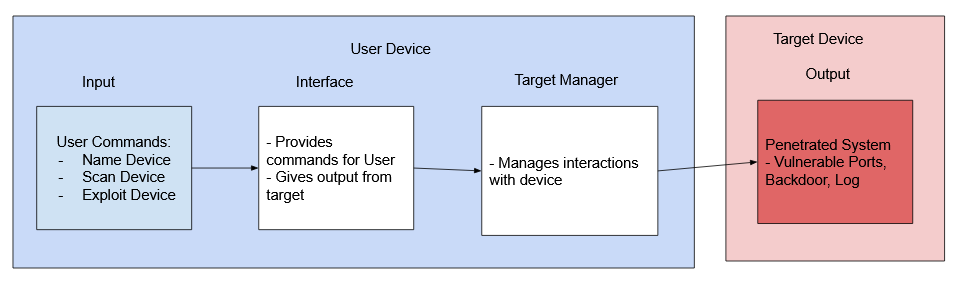 User Device
Input
User Commands:
- Name Device
- Scan Device
- Exploit Device
Interface
- Provides
commands for User
- Gives output from
target
Target Manager
- Manages interactions
with device
Target Device
Output
Penetrated System
- Vulnerable Ports,
Backdoor, Log